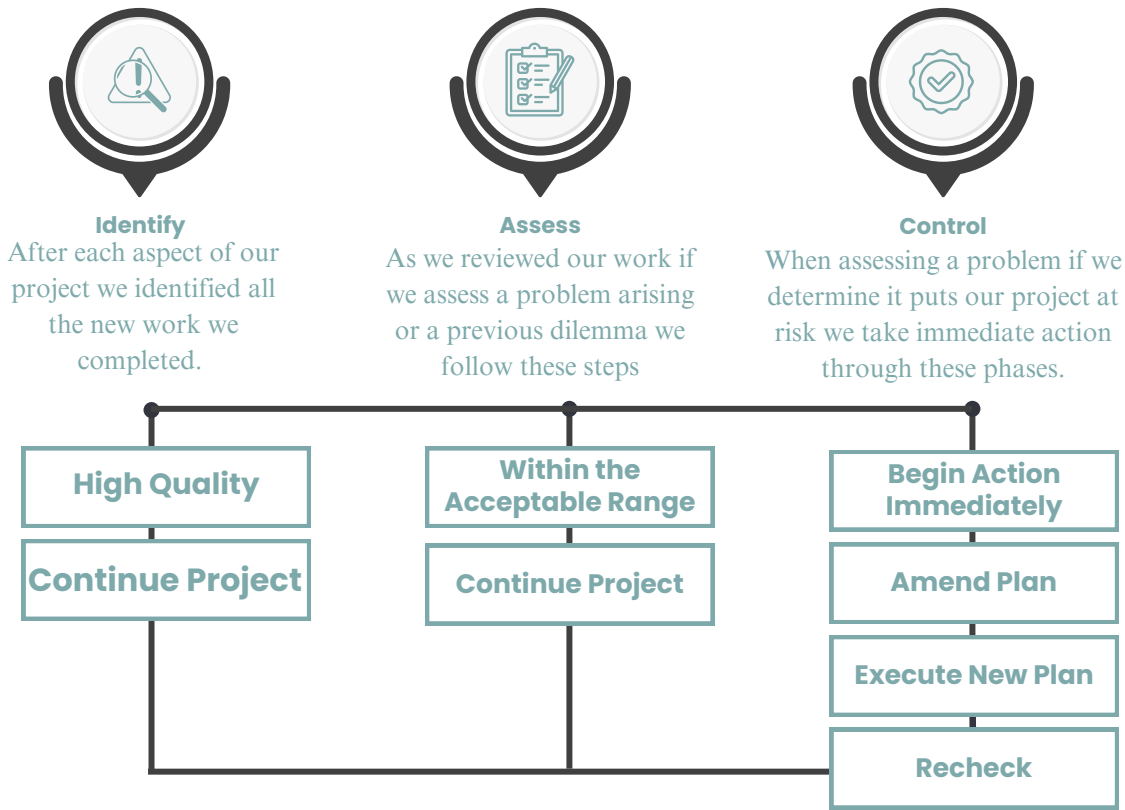 Identify
After each aspect of our
project we identified all
the new work we
completed.
Assess
As we reviewed our work if
we assess a problem arising
or a previous dilemma we
follow these steps
Control
When assessing a problem if we
determine it puts our project at
risk we take immediate action
through these phases.
High Quality
Continue Project
Within the
Acceptable Range
Continue Project
Begin Action
Immediately
Amend Plan
Execute New Plan
Recheck